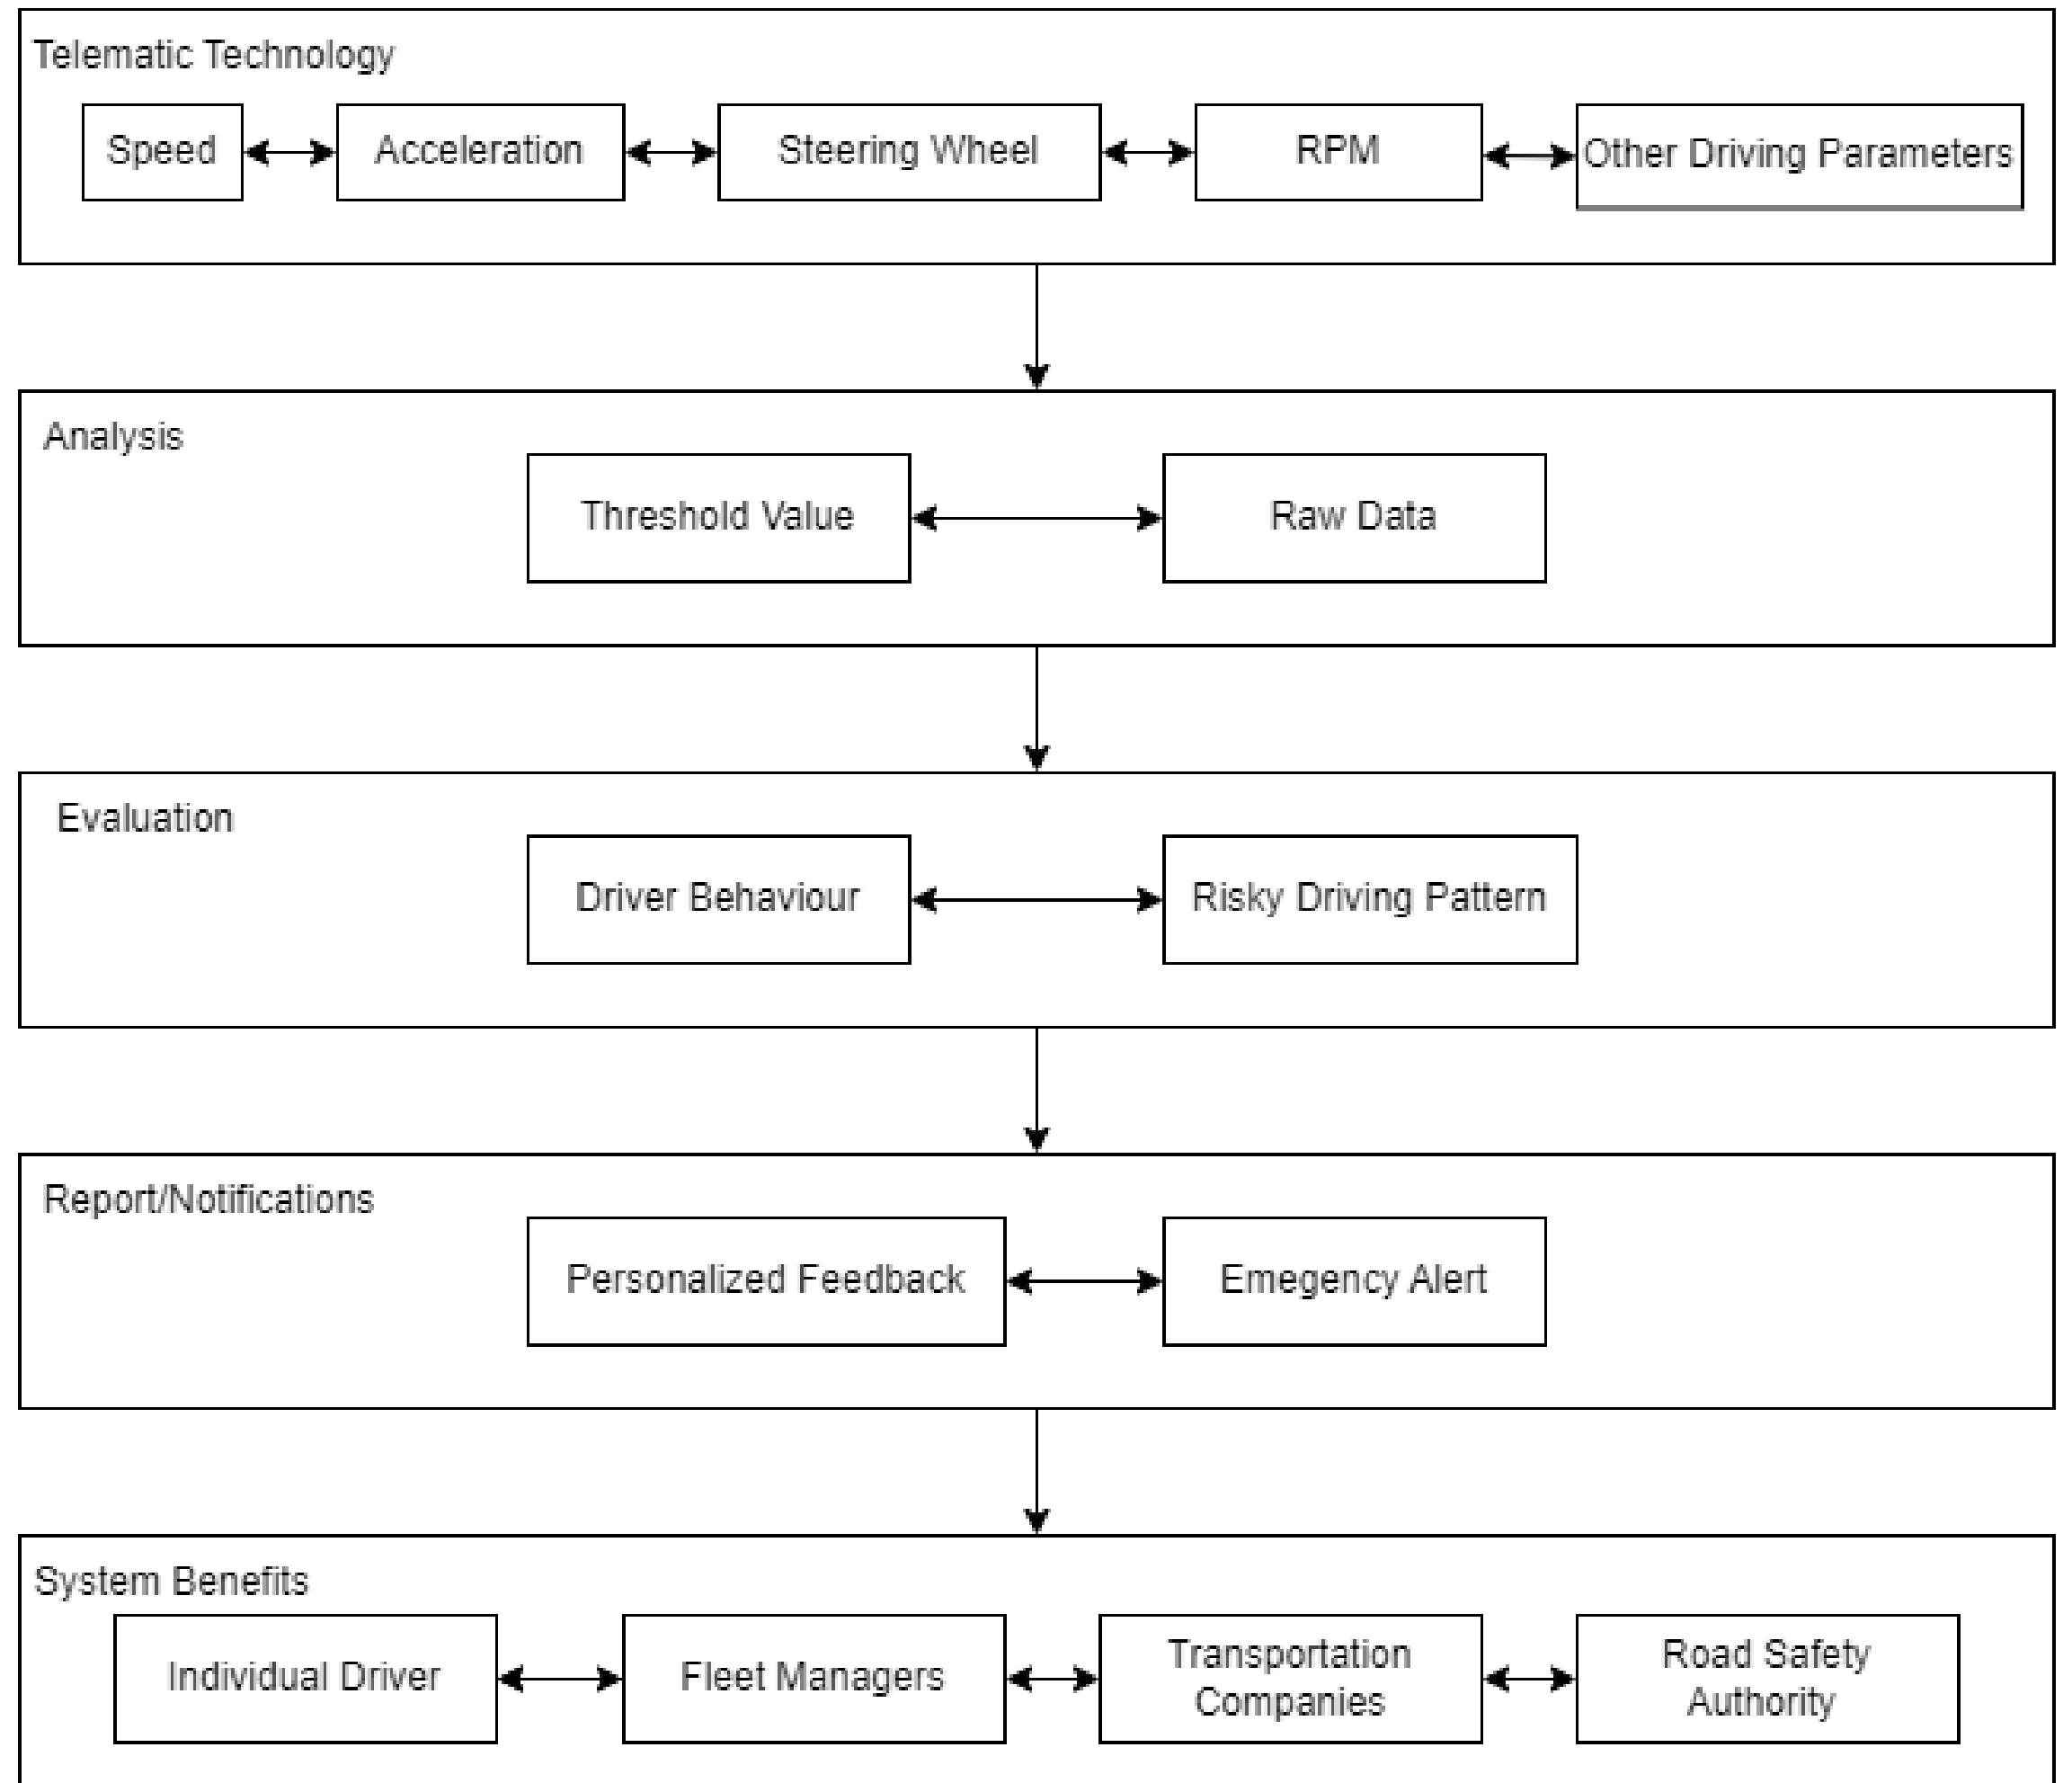 Telematic Technology
Speed
Acceleration
Steering Wheel
RPM
Other Driving Parameters
Analysis
Threshold Value
Raw Data
Evaluation
Driver Behaviour
Risky Driving Pattern
Report/Notifications
Personalized Feedback
Emegency Alert
System Benefits
Individual Driver
Fleet Managers
Transportation
Companies
Road Safety
Authority